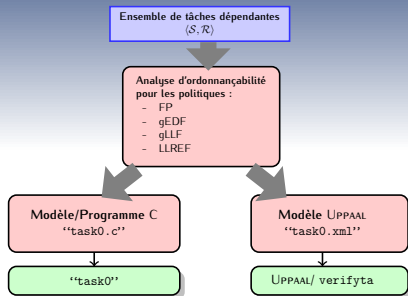 Ensemble de tâches dépendantes
⟨S, R⟩
Analyse d'ordonnançabilité
pour les politiques :
- FP
- gEDF
- gLLF
- LLREF
Modèle/Programme C
"task0.c"
Modèle UPPAAL
"task0.xml"
"task0"
UPPAAL/ verifyta